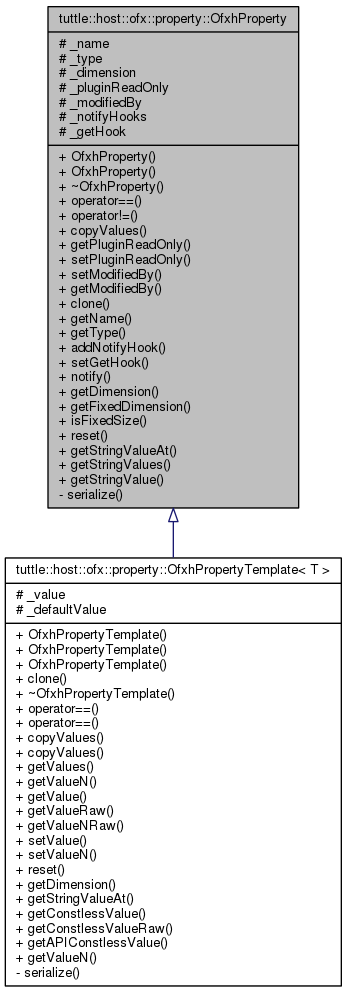 tuttle::host::ofx::property::OfxhProperty
# _name
# _type
# _dimension
# _pluginReadOnly
# _modifiedBy
# _notifyHooks
# _getHook
+ OfxhProperty()
+ OfxhProperty()
+ ~OfxhProperty()
+ operator==()
+ operator!=()
+ copyValues()
+ getPluginReadOnly()
+ setPluginReadOnly()
+ setModifiedBy()
+ getModifiedBy()
+ clone()
+ getName()
+ getType()
+ addNotifyHook()
+ setGetHook()
+ notify()
+ getDimension()
+ getFixedDimension()
+ isFixedSize()
+ reset()
+ getStringValueAt()
+ getStringValues()
+ getStringValue()
- serialize()
tuttle::host::ofx::property::OfxhPropertyTemplate< T >
# _value
# _defaultValue
+ OfxhPropertyTemplate()
+ OfxhPropertyTemplate()
+ OfxhPropertyTemplate()
+ clone()
+ ~OfxhPropertyTemplate()
+ operator==()
+ operator==()
+ copyValues()
+ copyValues()
+ getValues()
+ getValueN()
+ getValue()
+ getValueRaw()
+ getValueNRaw()
+ setValue()
+ setValueN()
+ reset()
+ getDimension()
+ getStringValueAt()
+ getConstlessValue()
+ getConstlessValueRaw()
+ getAPIConstlessValue()
+ getValueN()
- serialize()